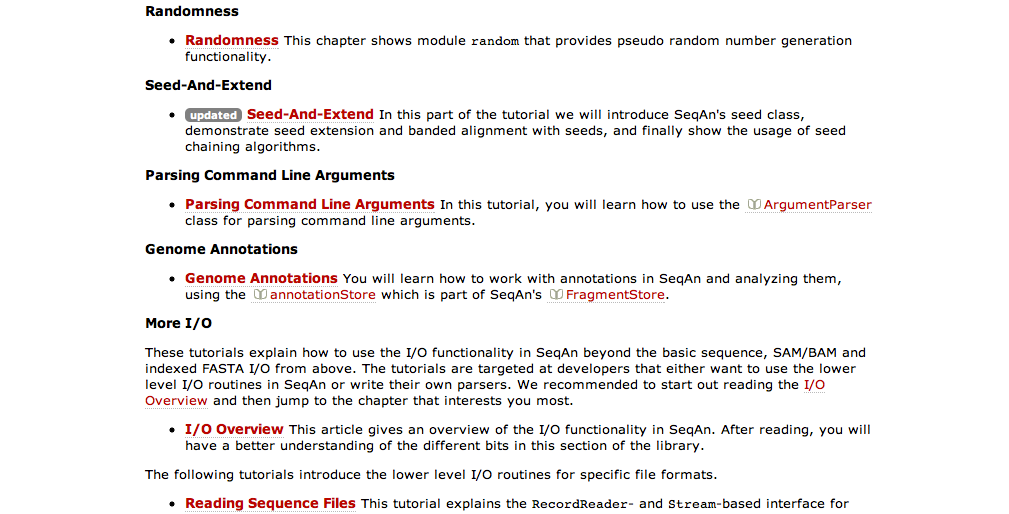 Randomness
Randomness This chapter shows module random that provides pseudo random number generation
functionality.
Seed-And-Extend
updated Seed-And-Extend In this part of the tutorial we will introduce SeqAn's seed class,
demonstrate seed extension and banded alignment with seeds, and finally show the usage of seed
chaining algorithms.
Parsing Command Line Arguments
Parsing Command Line Arguments In this tutorial, you will learn how to use the ArgumentParser
class for parsing command line arguments.
Genome Annotations
Genome Annotations You will learn how to work with annotations in SeqAn and analyzing them,
using the annotationStore which is part of SeqAn's FragmentStore.
More I/O
These tutorials explain how to use the I/O functionality in SeqAn beyond the basic sequence, SAM/BAM and
indexed FASTA I/O from above. The tutorials are targeted at developers that either want to use the lower
level I/O routines in SeqAn or write their own parsers. We recommended to start out reading the I/O
Overview and then jump to the chapter that interests you most.
I/O Overview This article gives an overview of the I/O functionality in SeqAn. After reading, you will
have a better understanding of the different bits in this section of the library.
The following tutorials introduce the lower level I/O routines for specific file formats.
Reading Sequence Files This tutorial explains the RecordReader- and Stream-based interface for